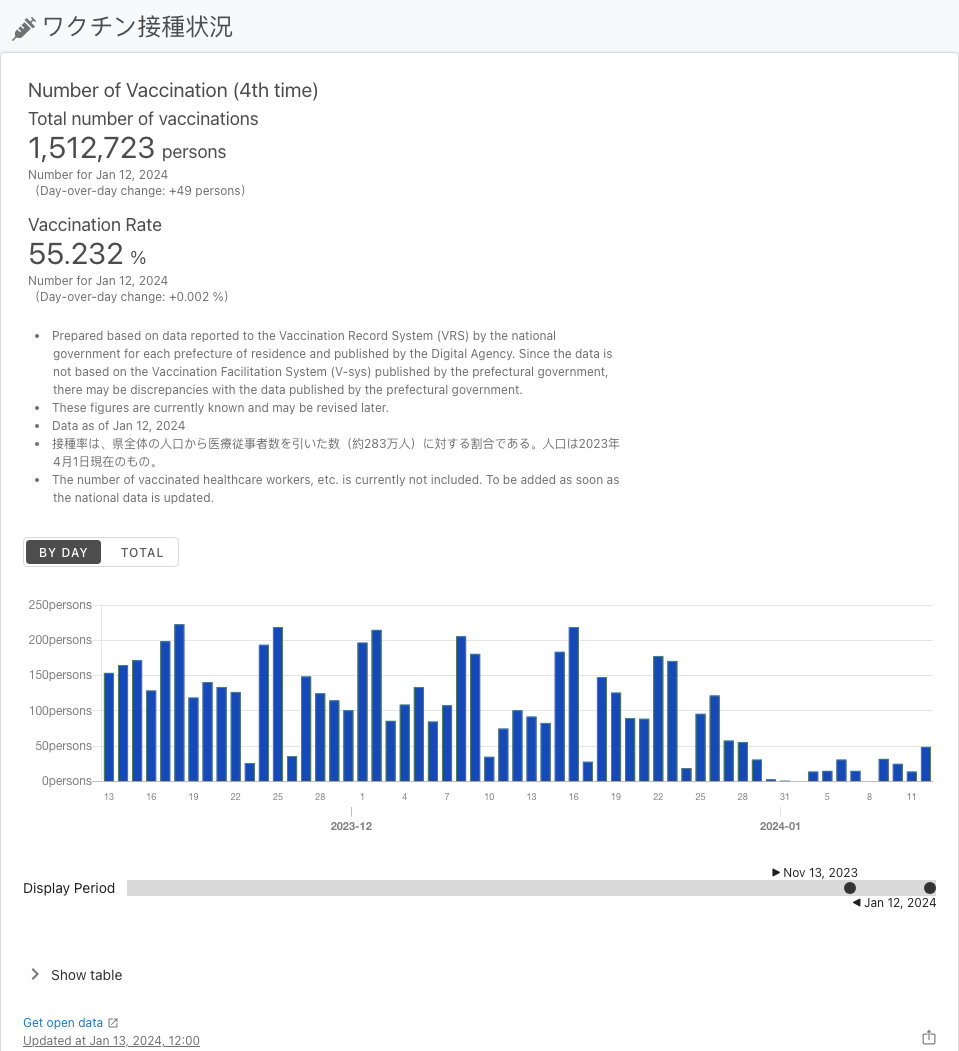 ワクチン接種状況
Number of Vaccination (4th time)
Total number of vaccinations
1,512,723 persons
Number for Jan 12, 2024
(Day-over-day change: +49 persons)
Vaccination Rate
55.232 %
Number for Jan 12, 2024
(Day-over-day change: +0.002 %)
• Prepared based on data reported to the Vaccination Record System (VRS) by the national
government for each prefecture of residence and published by the Digital Agency. Since the data is
not based on the Vaccination Facilitation System (V-sys) published by the prefectural government,
there may be discrepancies with the data published by the prefectural government.
• These figures are currently known and may be revised later.
• Data as of Jan 12, 2024
• 接種率は、県全体の人口から医療従事者数を引いた数（約283万人）に対する割合である。人口は2023年
4月1日現在のもの。
• The number of vaccinated healthcare workers, etc. is currently not included. To be added as soon as
the national data is updated.
BY DAY TOTAL
250persons
200persons
150persons
100persons
50persons
0persons
13 16 19 22 25 28 1 4 7 10 13 16 19 22 25 28 31 5 8 11
2023-12 2024-01
Nov 13, 2023
Display Period
Jan 12, 2024
Show table
Get open data
Updated at Jan 13, 2024, 12:00